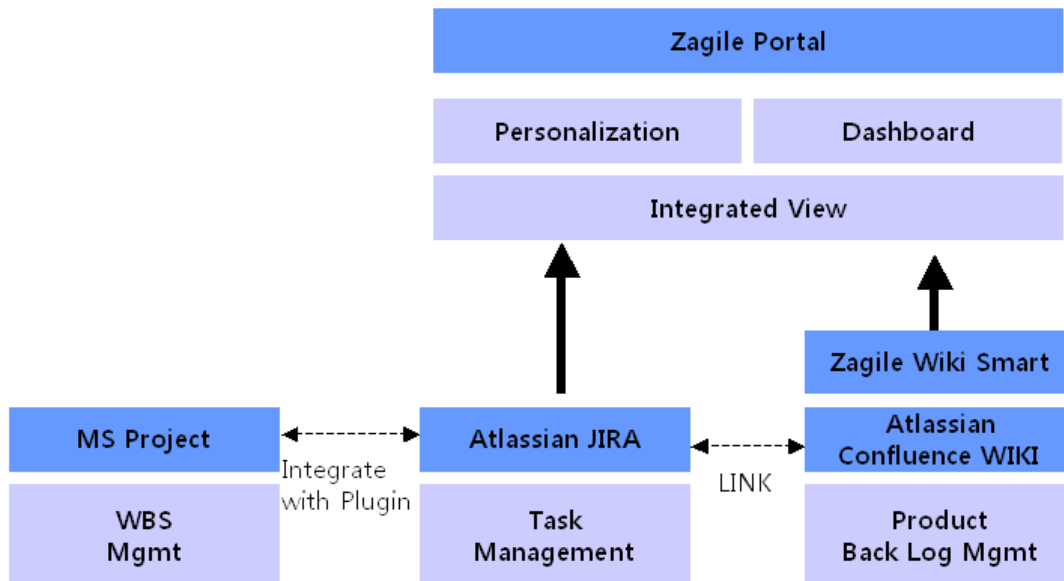 Zagile Portal
Personalization
Dashboard
Integrated View
Zagile Wiki Smart
MS Project
Integrate
with Plugin
Atlassian JIRA
LINK
Atlassian
Confluence WIKI
WBS
Mgmt
Task
Management
Product
Back Log Mgmt